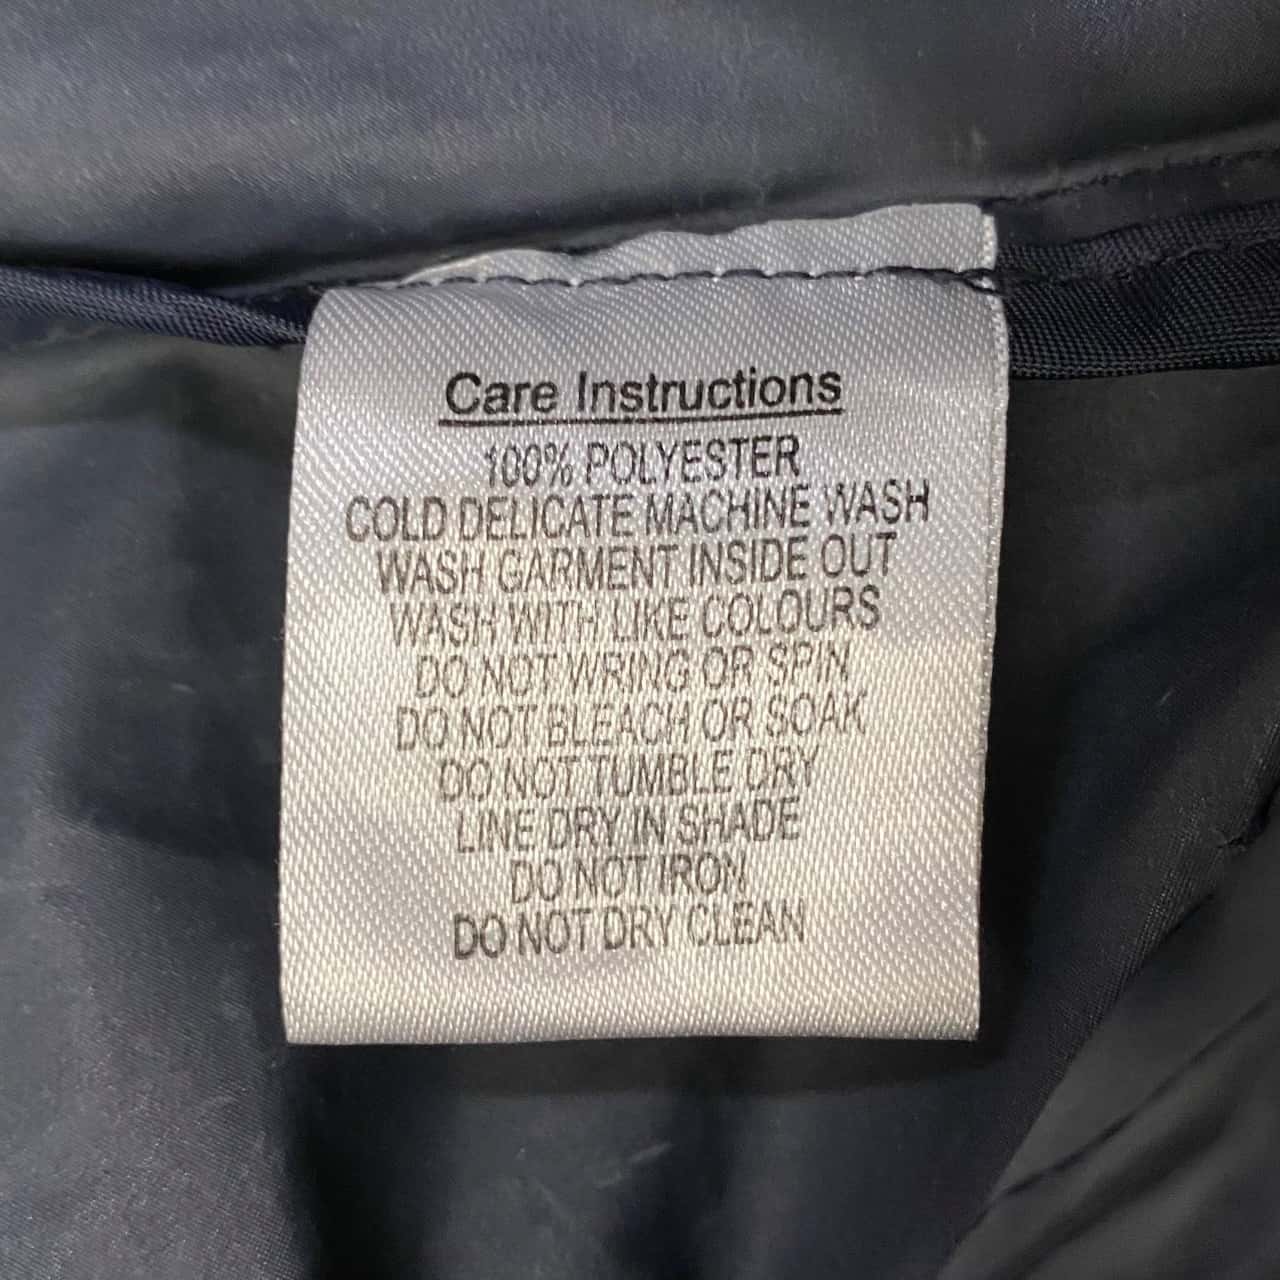 Care Instructions
100% POLYESTER
COLD DELICATE MACHINE WASH
WASH GARMENT INSIDE OUT
WASH WITH LIKE COLOURS
DO NOT WRING OR SPIN
DO NOT BLEACH OR SOAK
DO NOT TUMBLE DRY
LINE DRY IN SHADE
DO NOT IRON
DO NOT DRY CLEAN